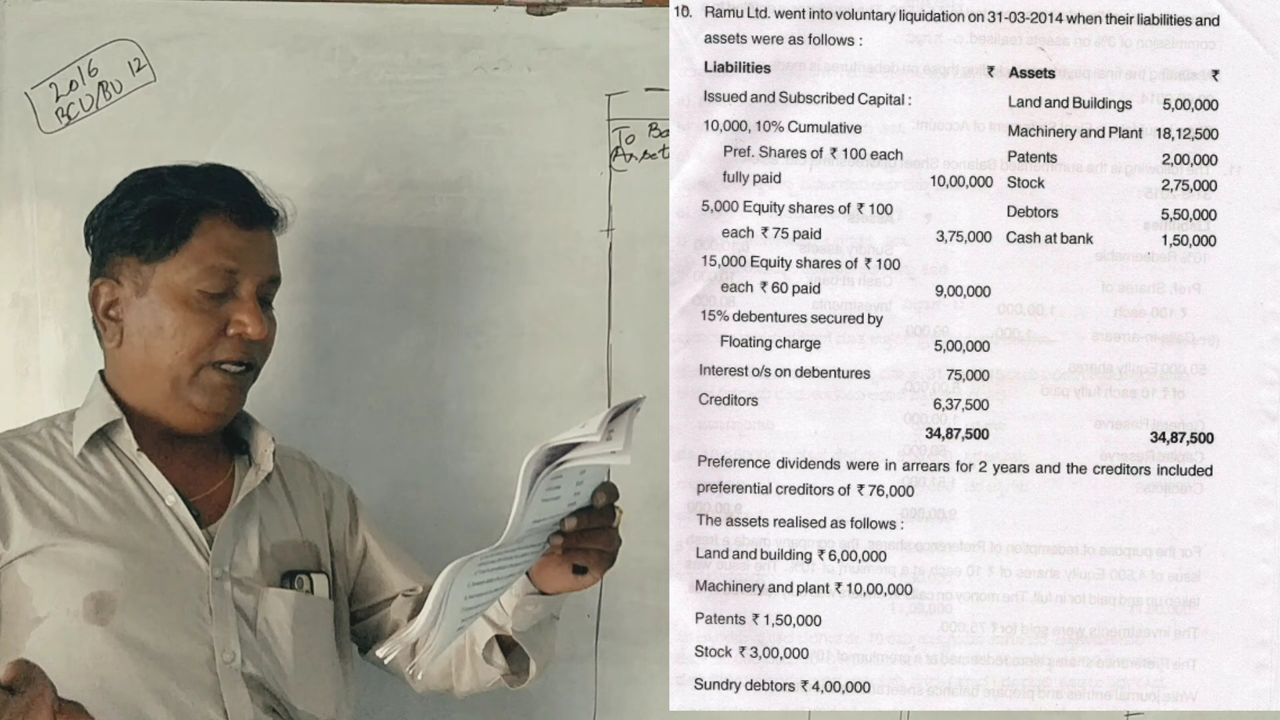 2016
BCU/BU 12
To Ba
Asset
10. Ramu Ltd. went into voluntary liquidation on 31-03-2014 when their liabilities and
assets were as follows :
Liabilities ₹ Assets ₹
Issued and Subscribed Capital : Land and Buildings 5,00,000
10,000, 10% Cumulative Machinery and Plant 18,12,500
Pref. Shares of ₹ 100 each Patents 2,00,000
fully paid 10,00,000 Stock 2,75,000
5,000 Equity shares of ₹ 100 Debtors 5,50,000
each ₹ 75 paid 3,75,000 Cash at bank 1,50,000
15,000 Equity shares of ₹ 100
each ₹ 60 paid 9,00,000
15% debentures secured by
Floating charge 5,00,000
Interest o/s on debentures 75,000
Creditors 6,37,500
34,87,500 34,87,500
Preference dividends were in arrears for 2 years and the creditors included
preferential creditors of ₹ 76,000
The assets realised as follows :
Land and building ₹ 6,00,000
Machinery and plant ₹ 10,00,000
Patents ₹ 1,50,000
Stock ₹ 3,00,000
Sundry debtors ₹ 4,00,000